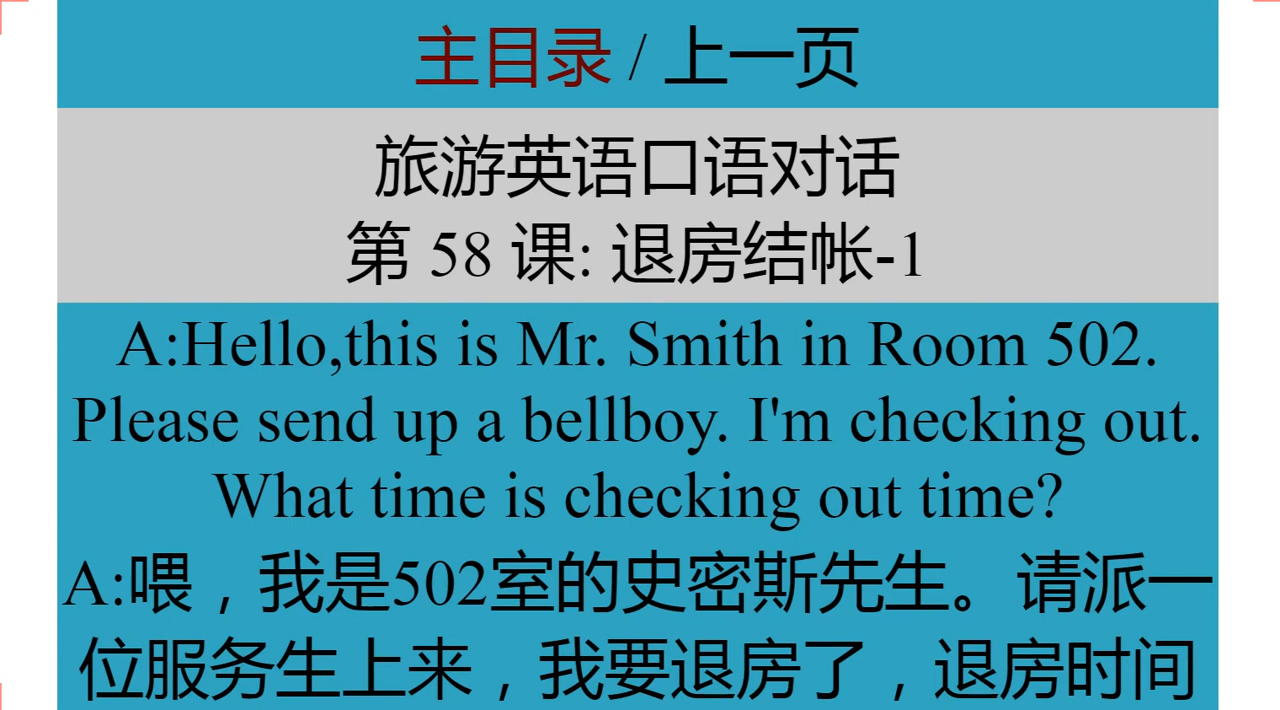 主目录 / 上一页
旅游英语口语对话
第 58 课: 退房结帐-1
A:Hello,this is Mr. Smith in Room 502.
Please send up a bellboy. I'm checking out.
What time is checking out time?
A:喂，我是502室的史密斯先生。请派一
位服务生上来，我要退房了，退房时间